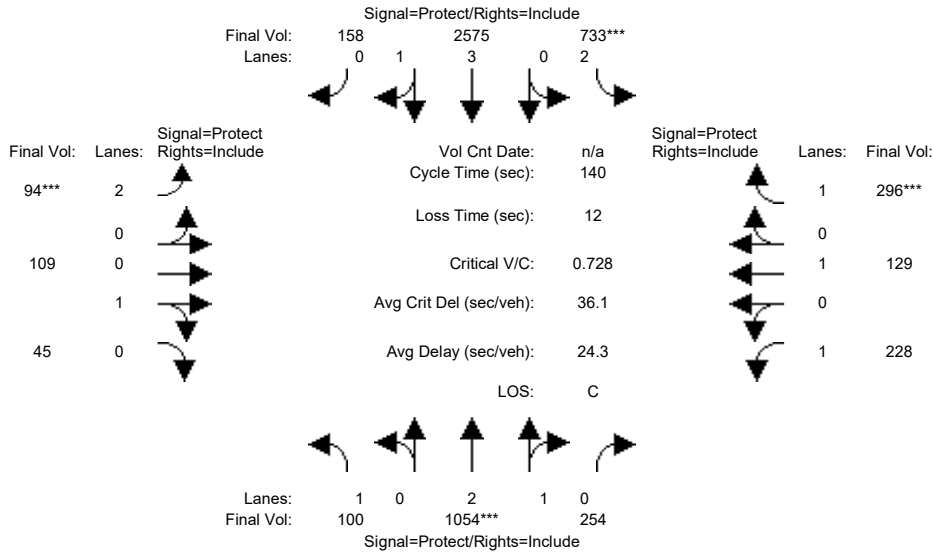 Signal=Protect/Rights=Include
Final Vol: 158 2575 733***
Lanes: 0 1 3 0 2
Signal=Protect Signal=Protect
Final Vol: Lanes: Rights=Include Vol Cnt Date: n/a Rights=Include Lanes: Final Vol:
Cycle Time (sec): 140
94*** 2 1 296***
Loss Time (sec): 12
0 0
109 0 Critical V/C: 0.728 1 129
1 Avg Crit Del (sec/veh): 36.1 0
45 0 Avg Delay (sec/veh): 24.3 1 228
LOS: C
Lanes: 1 0 2 1 0
Final Vol: 100 1054*** 254
Signal=Protect/Rights=Include